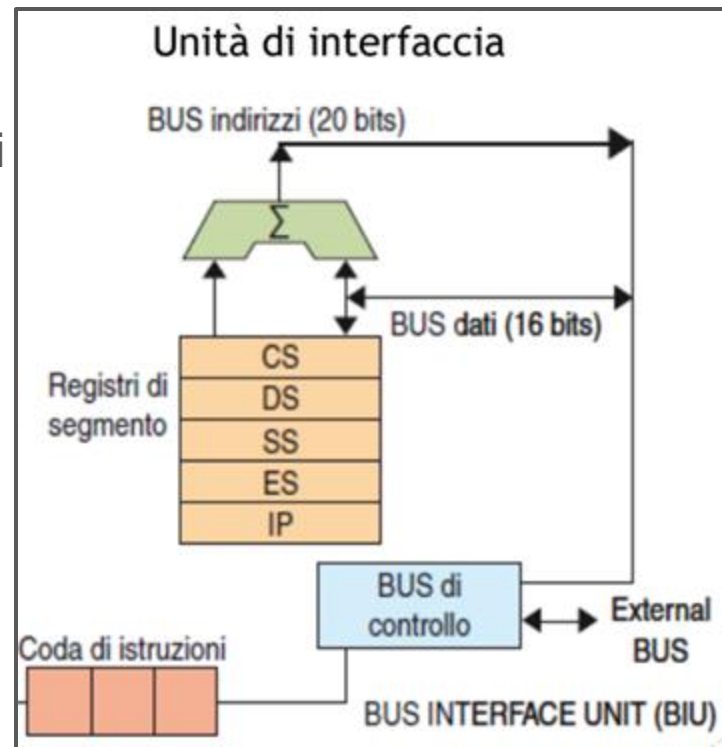 Unità di interfaccia
BUS indirizzi (20 bits)
i
Σ
BUS dati (16 bits)
Registri di
segmento
CS
DS
SS
ES
IP
BUS di
controllo
External
BUS
Coda di istruzioni
BUS INTERFACE UNIT (BIU)